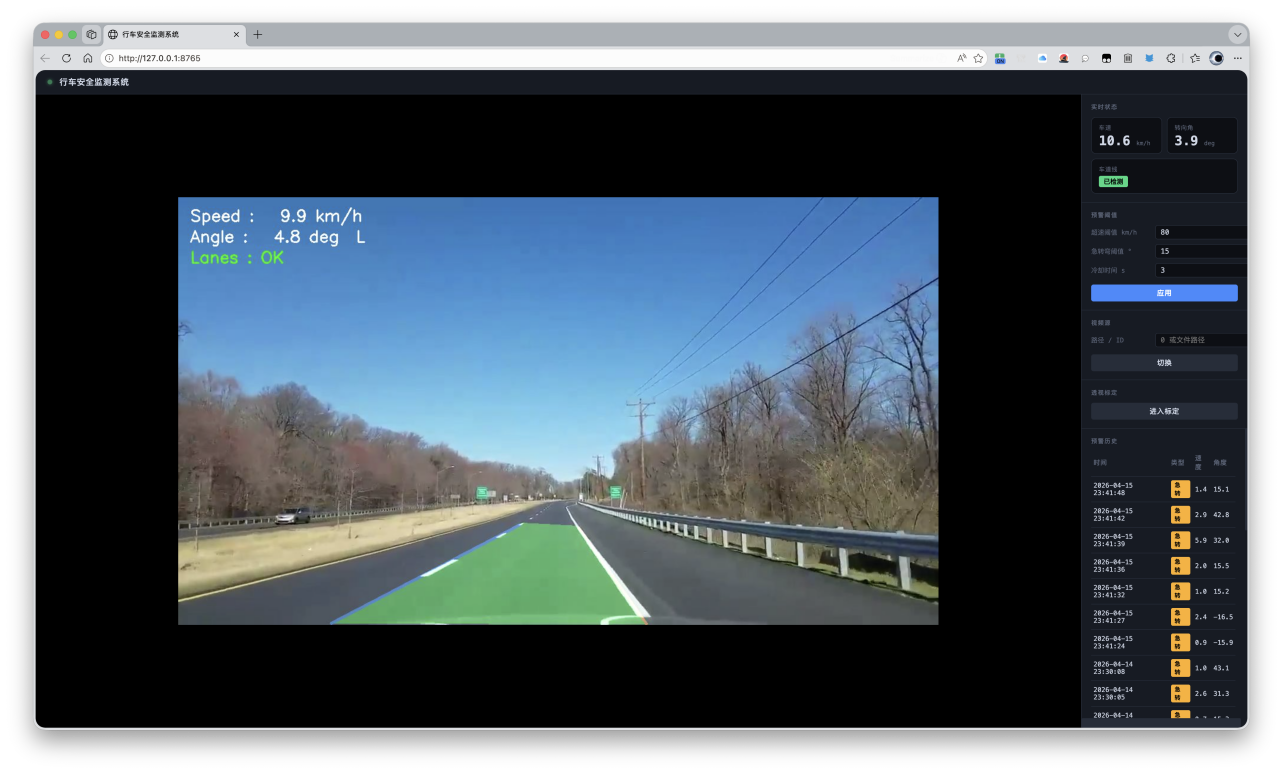 行车安全监测系统
http://127.0.0.1:8765
行车安全监测系统
Speed : 9.9 km/h
Angle : 4.8 deg L
Lanes : OK
实时状态
车速
10.6 km/h
转向角
3.9 deg
车道线
已检测
预警阈值
超速阈值 km/h 80
急转弯阈值 ° 15
冷却时间 s 3
应用
视频源
路径 / ID 0 或文件路径
切换
透视标定
进入标定
预警历史
时间 类型 速度 角度
2026-04-15 23:41:48 急转 1.4 15.1
2026-04-15 23:41:42 急转 2.9 42.8
2026-04-15 23:41:39 急转 5.9 32.0
2026-04-15 23:41:36 急转 2.0 15.5
2026-04-15 23:41:32 急转 1.0 15.2
2026-04-15 23:41:27 急转 2.4 -16.5
2026-04-15 23:41:24 急转 0.9 -15.9
2026-04-14 23:30:08 急转 1.0 43.1
2026-04-14 23:30:05 急转 2.6 31.3
2026-04-14 急